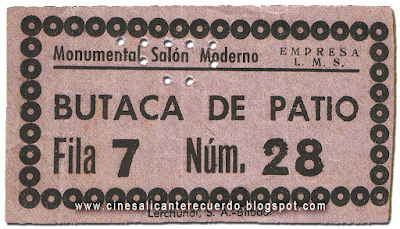 Monumental Salón Moderno
EMPRESA
L. M. S.
BUTACA DE PATIO
Fila 7 Núm. 28
www.cinesalicanterecuerdo.blogspot.com
Lerchundi, S. A.-Bilbao